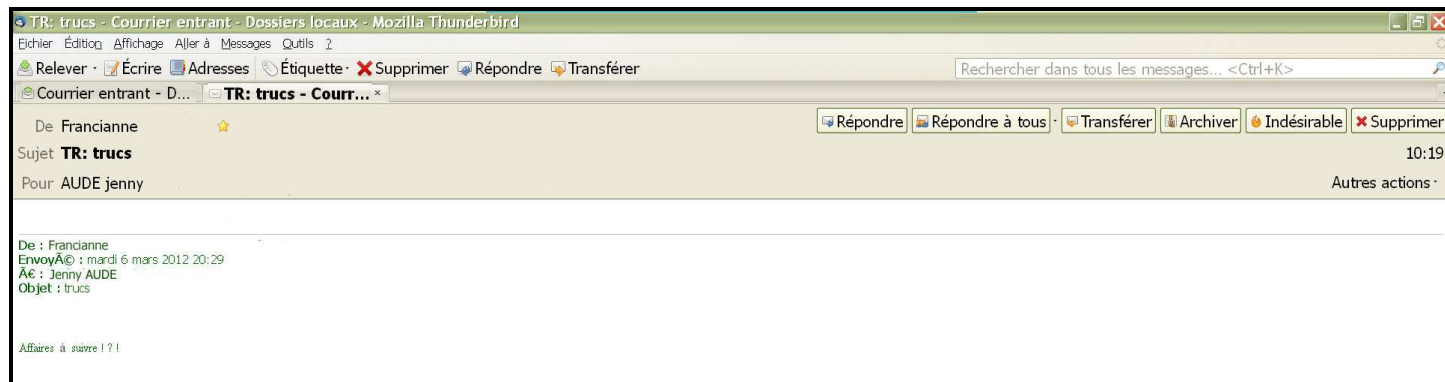 TR: trucs - Courrier entrant - Dossiers locaux - Mozilla Thunderbird
Fichier Édition Affichage Aller à Messages Outils ?
Relever Écrire Adresses Étiquette Supprimer Répondre Transférer Rechercher dans tous les messages... <Ctrl+K>
Courrier entrant - D... TR: trucs - Courr...
De Francianne Répondre Répondre à tous Transférer Archiver Indésirable Supprimer
Sujet TR: trucs 10:19
Pour AUDE jenny Autres actions
De : Francianne
EnvoyÃ© : mardi 6 mars 2012 20:29
Ã€ : Jenny AUDE
Objet : trucs
Affaires à suivre ! ? !